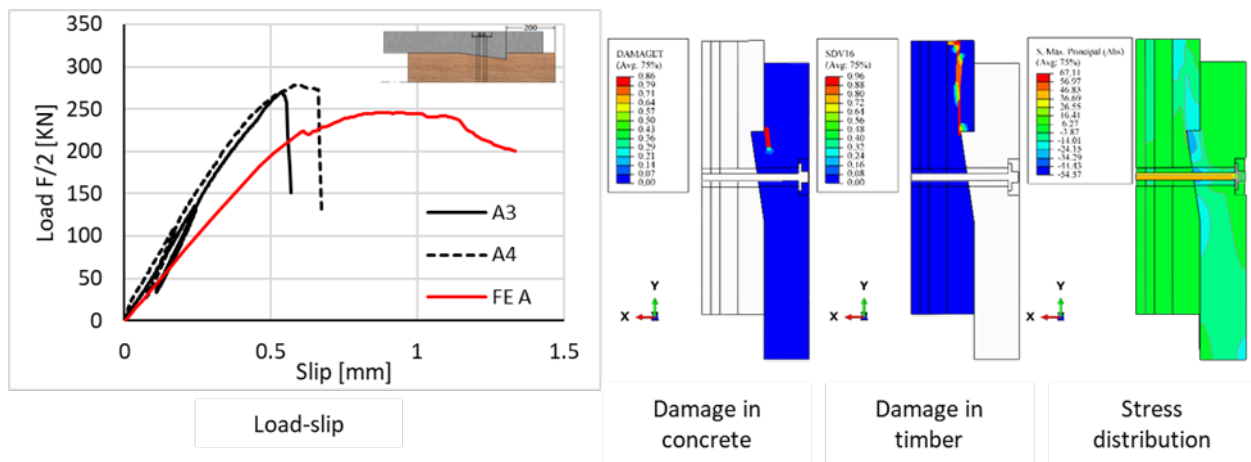 350
300
250
200
150
100
50
0
Load F/2 [KN]
0
0.5
1
1.5
Slip [mm]
A3
A4
FE A
200
Load-slip
DAMAGET
(Avg: 75%)
0.86
0.79
0.71
0.64
0.57
0.50
0.43
0.36
0.29
0.21
0.14
0.07
0.00
Y
X
Damage in
concrete
SDV16
(Avg: 75%)
0.96
0.88
0.80
0.72
0.64
0.56
0.48
0.40
0.32
0.24
0.16
0.08
0.00
Y
X
Damage in
timber
S, Max. Principal (Abs)
(Avg: 75%)
67.11
56.97
46.83
36.69
26.55
16.41
6.27
-3.87
-14.01
-24.15
-34.29
-44.43
-54.57
Y
X
Stress
distribution